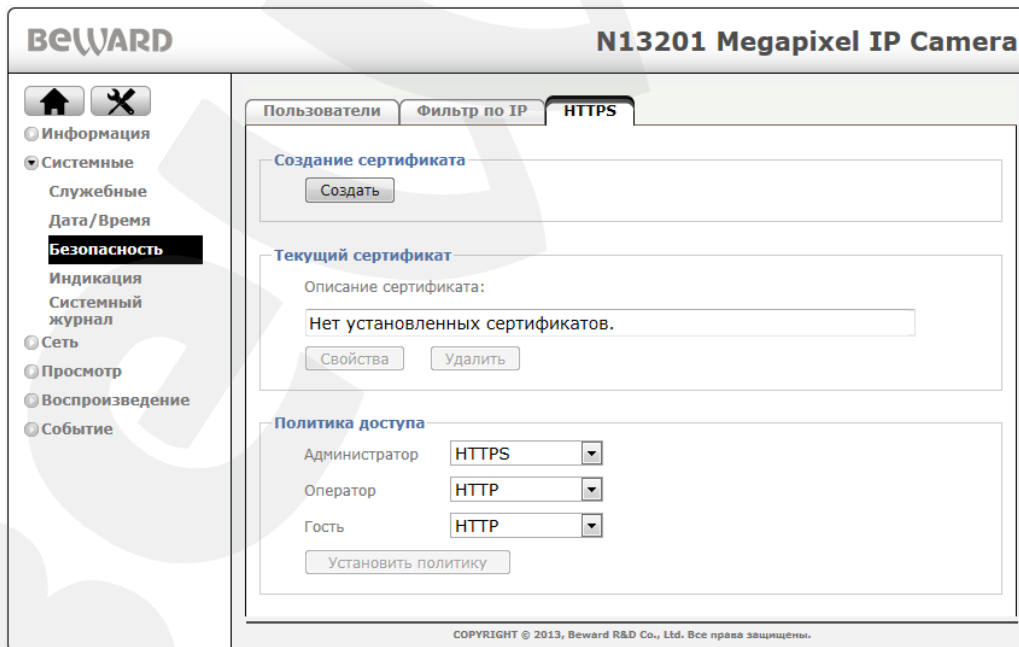 BEWARD
N13201 Megapixel IP Camera
Информация
Системные
Служебные
Дата/Время
Безопасность
Индикация
Системный
журнал
Сеть
Просмотр
Воспроизведение
Событие
Пользователи
Фильтр по IP
HTTPS
Создание сертификата
Создать
Текущий сертификат
Описание сертификата:
Нет установленных сертификатов.
Свойства
Удалить
Политика доступа
Администратор
HTTPS
Оператор
HTTP
Гость
HTTP
Установить политику
COPYRIGHT © 2013, Beward R&D Co., Ltd. Все права защищены.